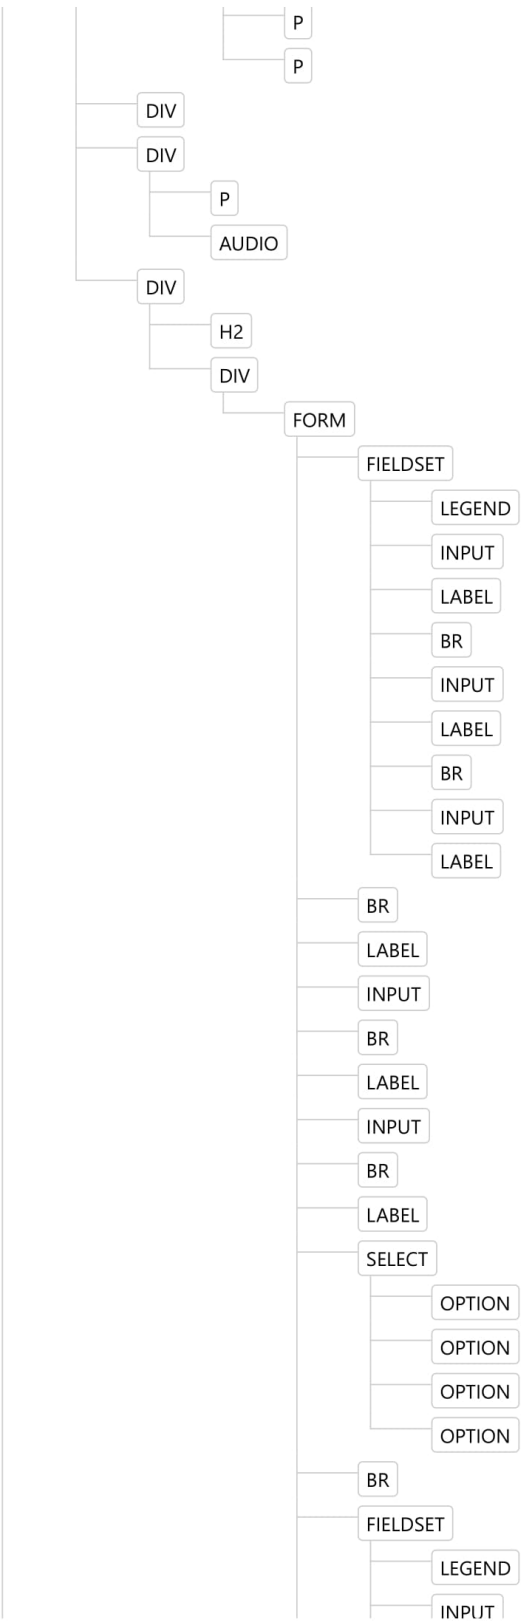 P
P
DIV
DIV
P
AUDIO
DIV
H2
DIV
FORM
FIELDSET
LEGEND
INPUT
LABEL
BR
INPUT
LABEL
BR
INPUT
LABEL
BR
LABEL
INPUT
BR
LABEL
INPUT
BR
LABEL
SELECT
OPTION
OPTION
OPTION
OPTION
BR
FIELDSET
LEGEND
INPUT